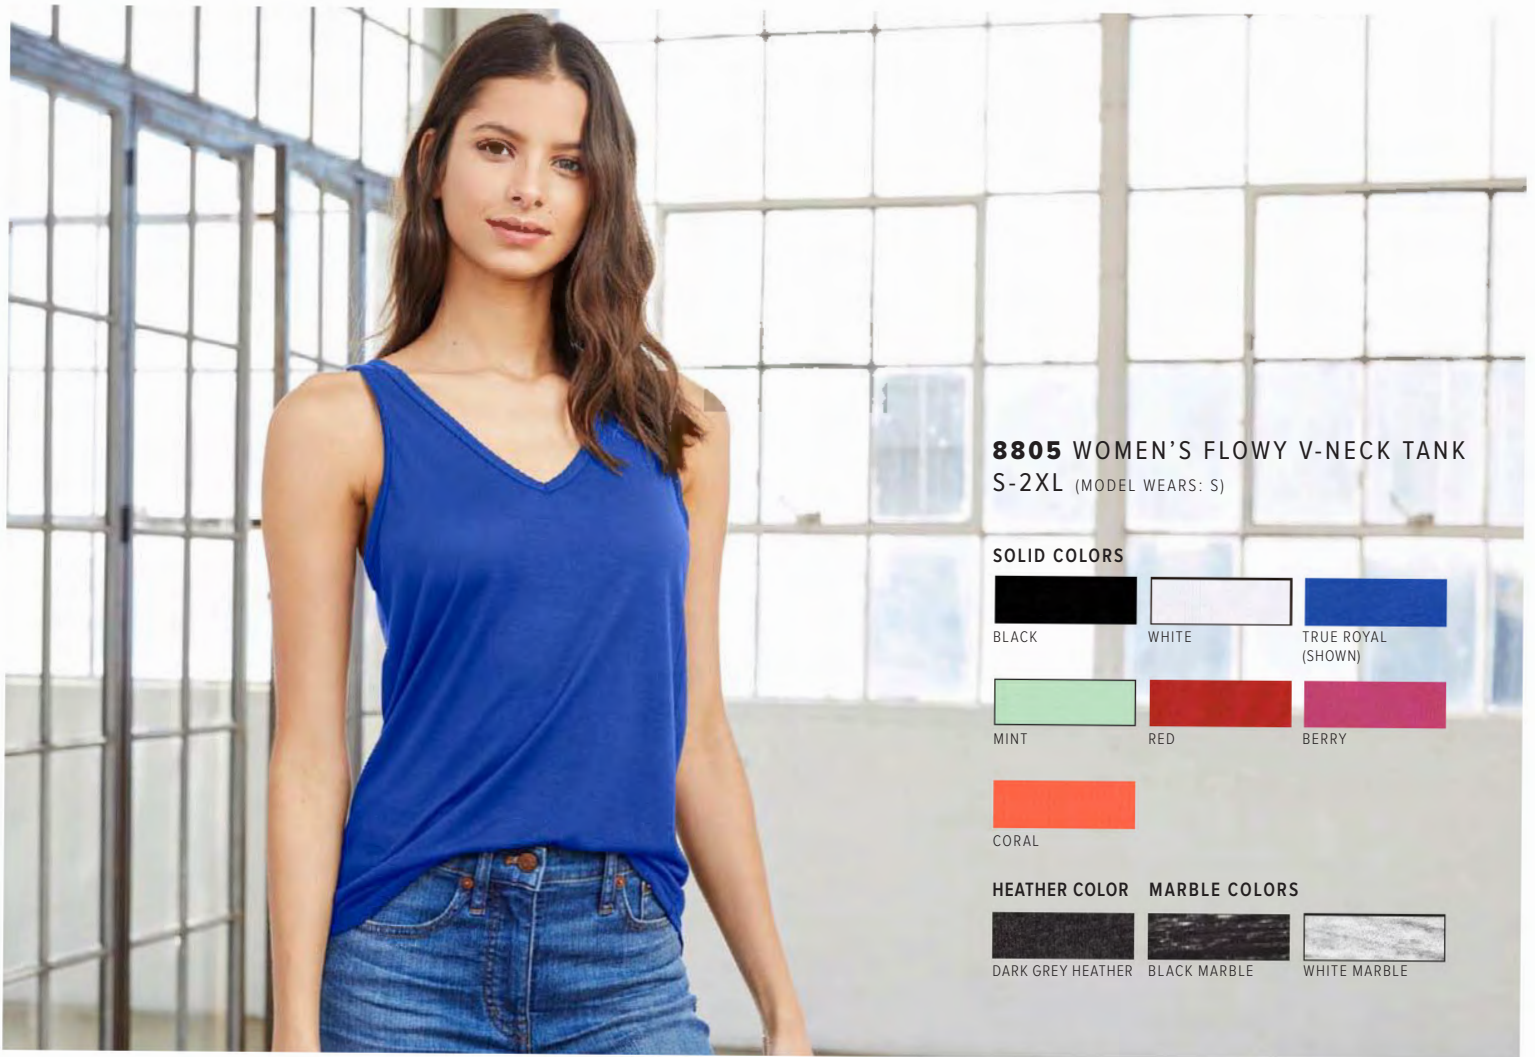 8805 WOMEN'S FLOWY V-NECK TANK
S-2XL (MODEL WEARS: S)
SOLID COLORS
BLACK
WHITE
TRUE ROYAL
(SHOWN)
MINT
RED
BERRY
CORAL
HEATHER COLOR
MARBLE COLORS
DARK GREY HEATHER
BLACK MARBLE
WHITE MARBLE